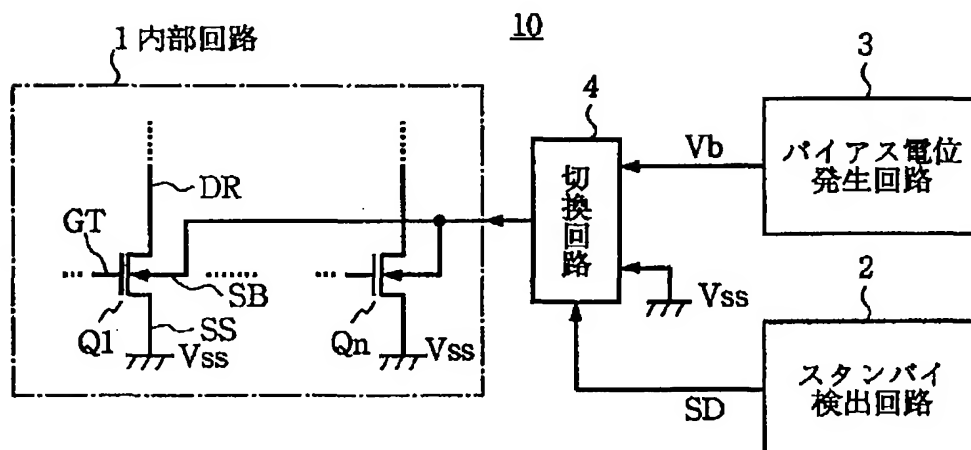 10
1 内部回路
DR
GT
SB
Q1
SS
Vss
Qn
Vss
4
切換回路
Vb
Vss
SD
3
バイアス電位
発生回路
2
スタンバイ
検出回路